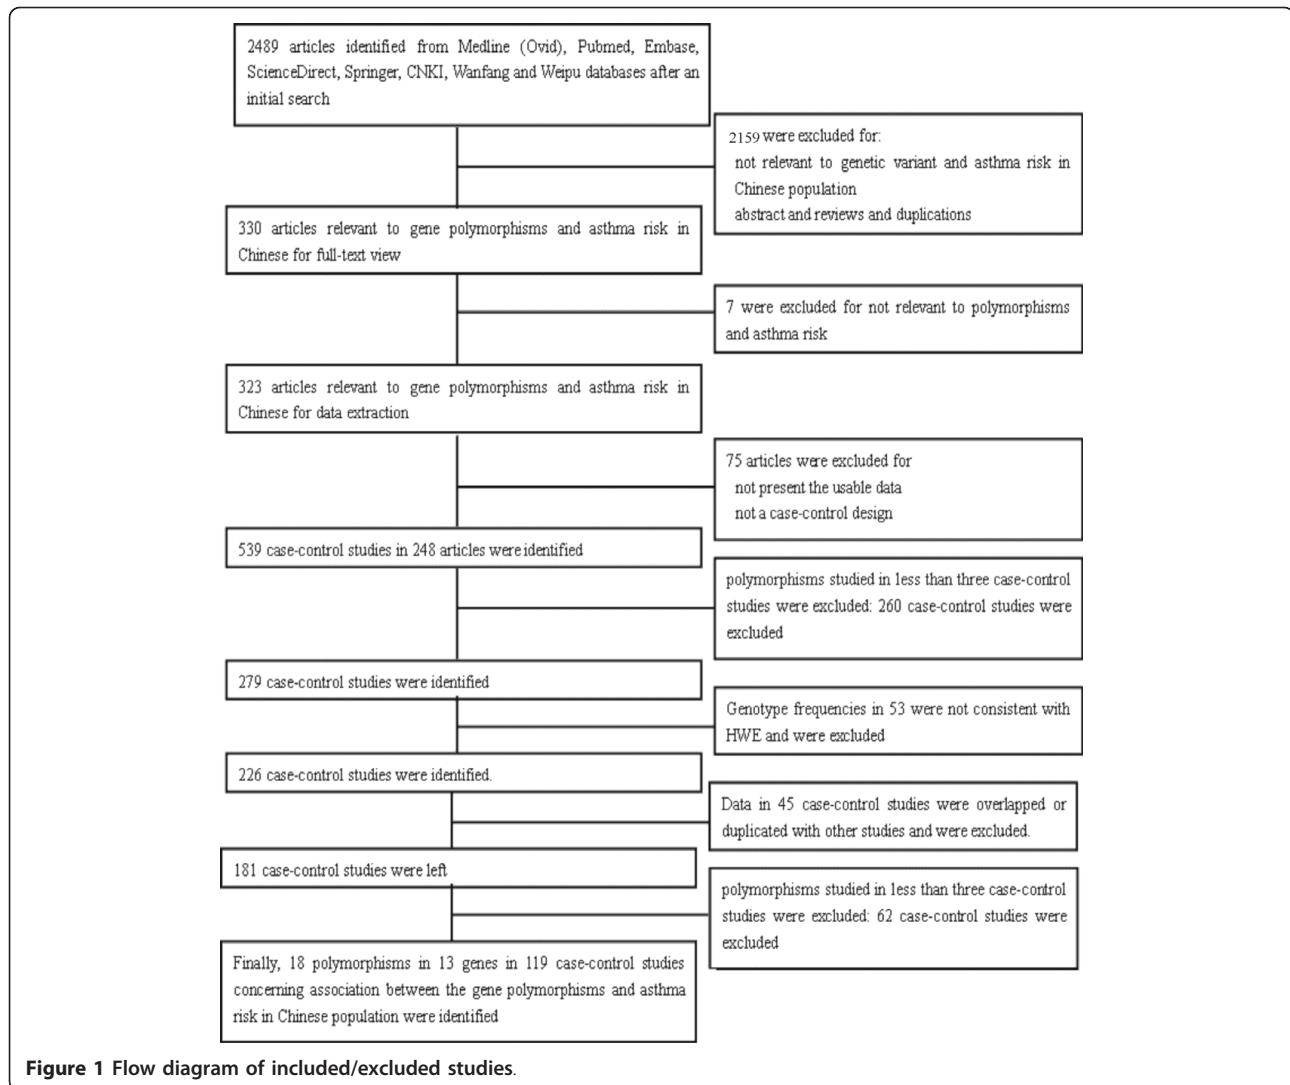 2489 articles identified from Medline (Ovid), Pubmed, Embase,
ScienceDirect, Springer, CNKI, Wanfang and Weipu databases after an
initial search
2159 were excluded for:
not relevant to genetic variant and asthma risk in
Chinese population
abstract and reviews and duplications
330 articles relevant to gene polymorphisms and asthma risk in
Chinese for full-text view
7 were excluded for not relevant to polymorphisms
and asthma risk
323 articles relevant to gene polymorphisms and asthma risk in
Chinese for data extraction
75 articles were excluded for
not present the usable data
not a case-control design
539 case-control studies in 248 articles were identified
polymorphisms studied in less than three case-control
studies were excluded: 260 case-control studies were
excluded
279 case-control studies were identified
Genotype frequencies in 53 were not consistent with
HWE and were excluded
226 case-control studies were identified.
Data in 45 case-control studies were overlapped or
duplicated with other studies and were excluded.
181 case-control studies were left
polymorphisms studied in less than three case-control
studies were excluded: 62 case-control studies were
excluded
Finally, 18 polymorphisms in 13 genes in 119 case-control studies
concerning association between the gene polymorphisms and asthma
risk in Chinese population were identified
Figure 1 Flow diagram of included/excluded studies.